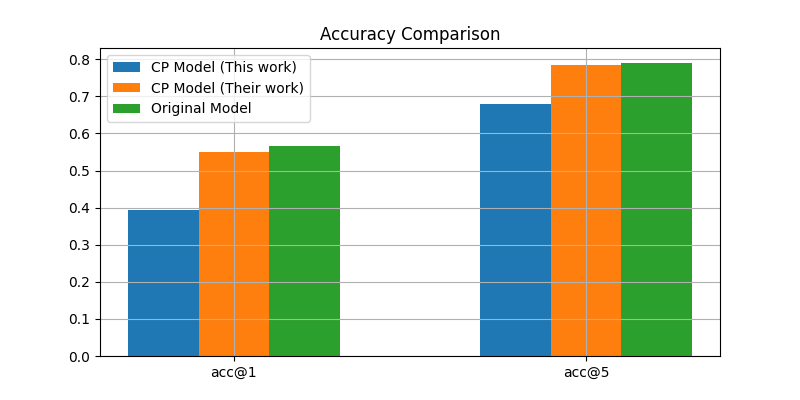 Accuracy Comparison
CP Model (This work)
CP Model (Their work)
Original Model
0.8
0.7
0.6
0.5
0.4
0.3
0.2
0.1
0.0
acc@1
acc@5